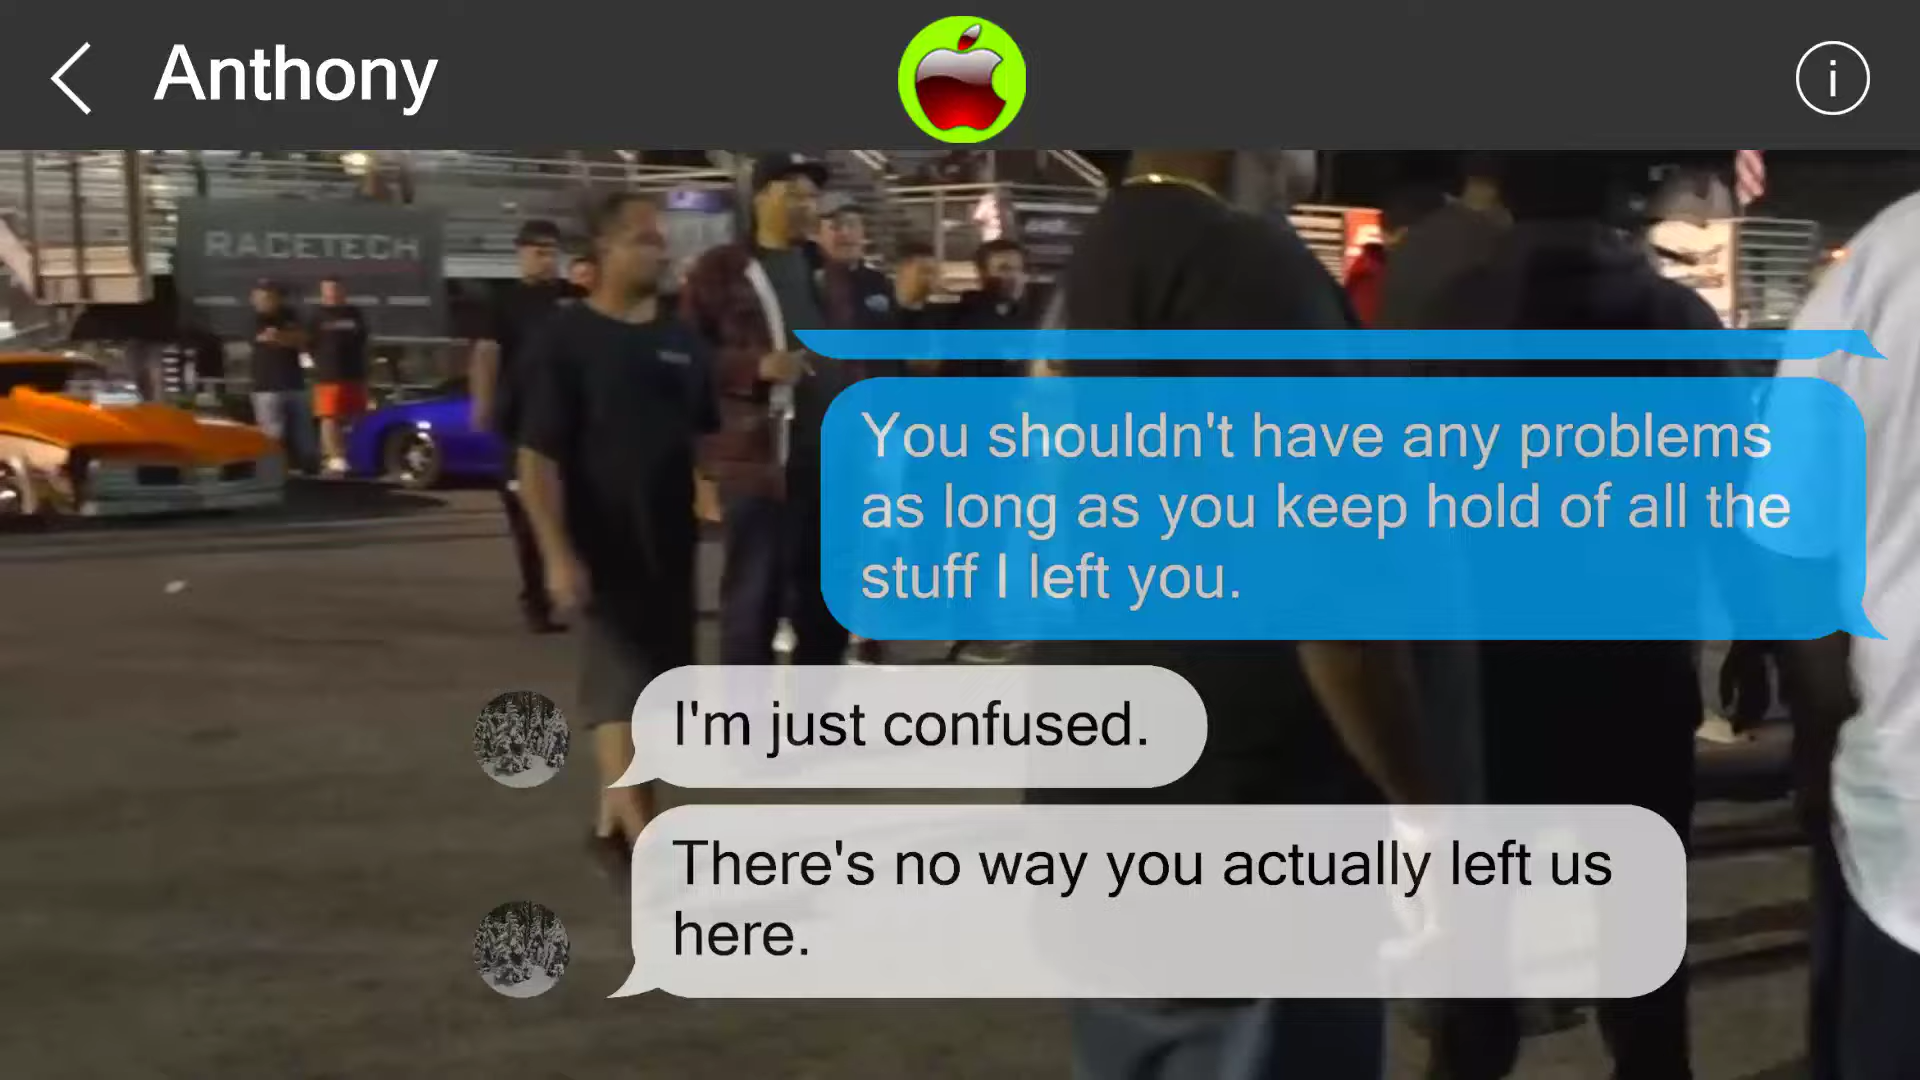 Anthony
i
RACETECH
You shouldn't have any problems
as long as you keep hold of all the
stuff I left you.
I'm just confused.
There's no way you actually left us
here.